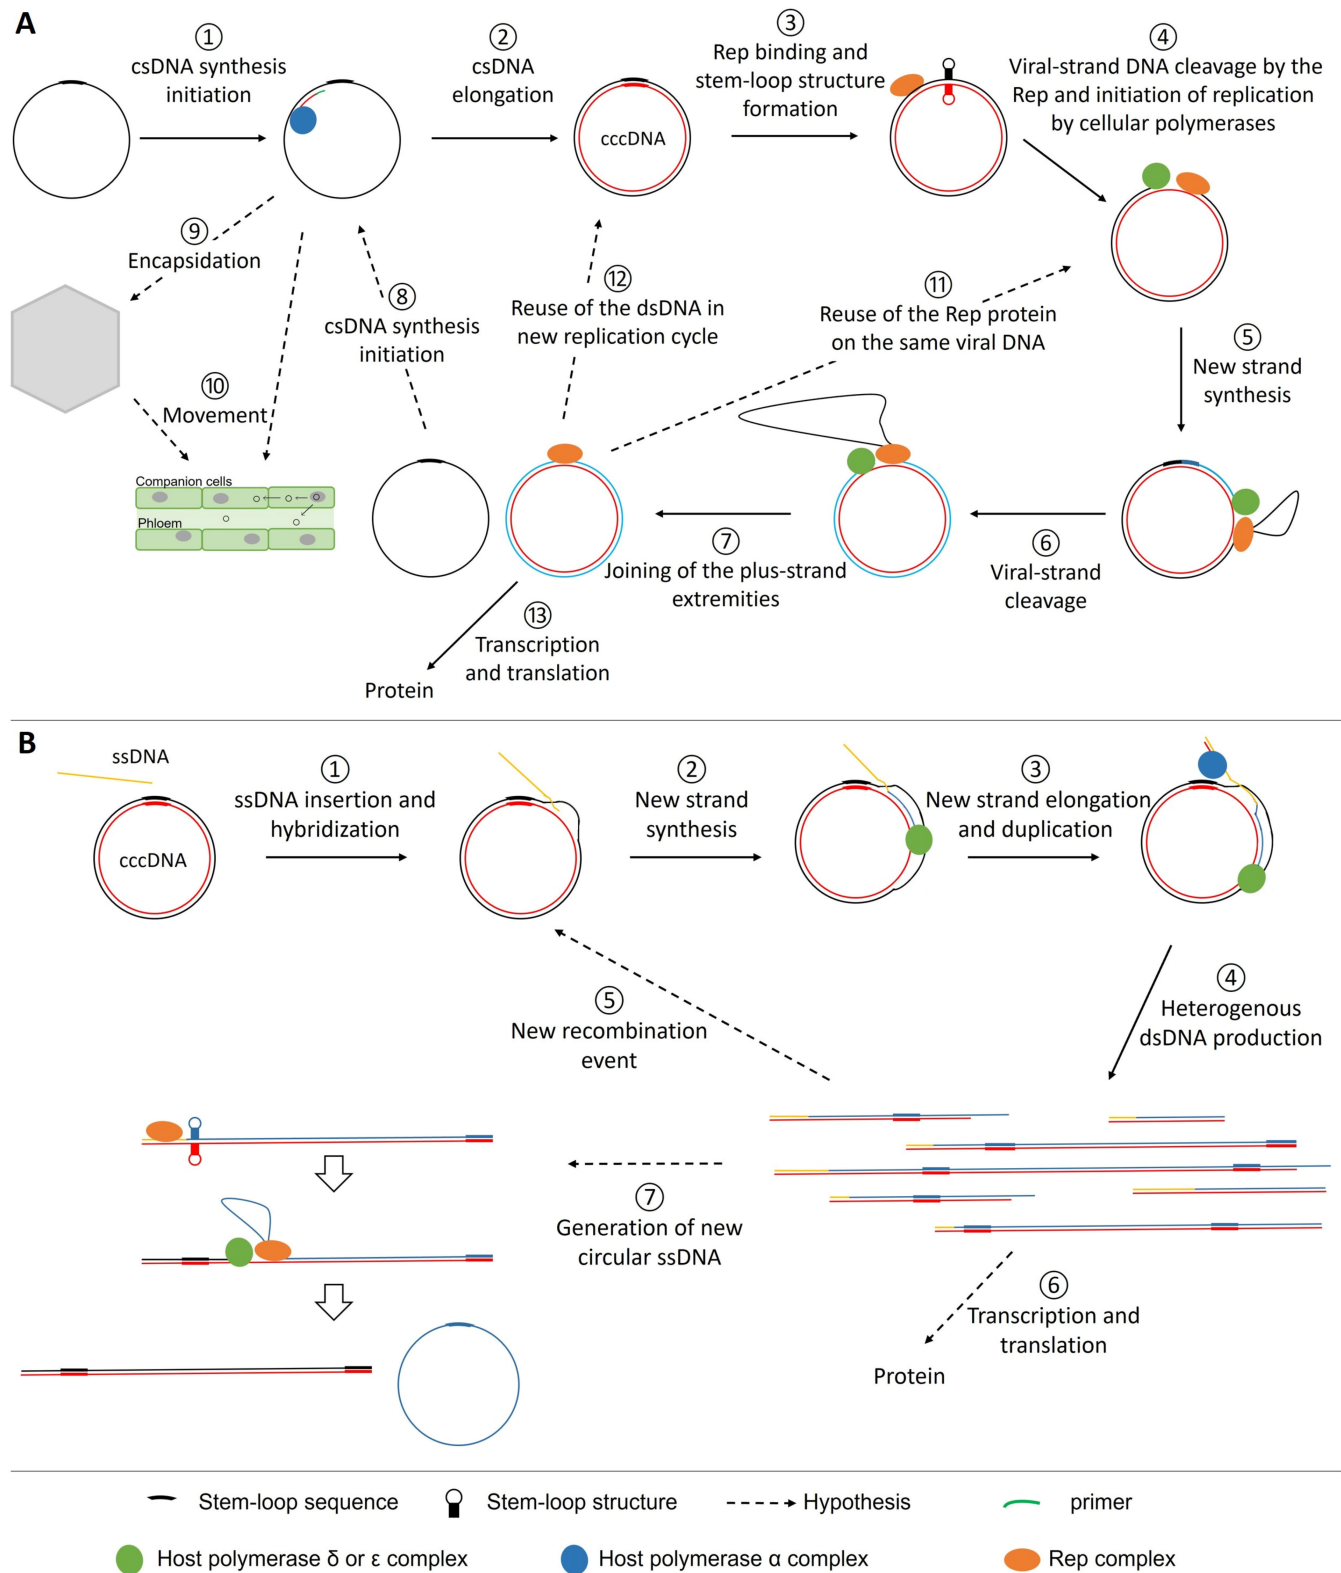 A
①
csDNA synthesis
initiation
②
csDNA
elongation
③
Rep binding and
stem-loop structure
formation
④
Viral-strand DNA cleavage by the
Rep and initiation of replication
by cellular polymerases
cccDNA
⑨
Encapsidation
⑧
csDNA synthesis
initiation
⑫
Reuse of the dsDNA in
new replication cycle
⑪
Reuse of the Rep protein
on the same viral DNA
⑤
New strand
synthesis
⑩
Movement
Companion cells
Phloem
⑦
Joining of the plus-strand
extremities
⑥
Viral-strand
cleavage
⑬
Transcription
and translation
Protein
B
ssDNA
cccDNA
①
ssDNA insertion and
hybridization
②
New strand
synthesis
③
New strand elongation
and duplication
④
Heterogenous
dsDNA production
⑤
New recombination
event
⑦
Generation of new
circular ssDNA
⑥
Transcription and
translation
Protein
Stem-loop sequence
Stem-loop structure
Hypothesis
primer
Host polymerase δ or ε complex
Host polymerase α complex
Rep complex